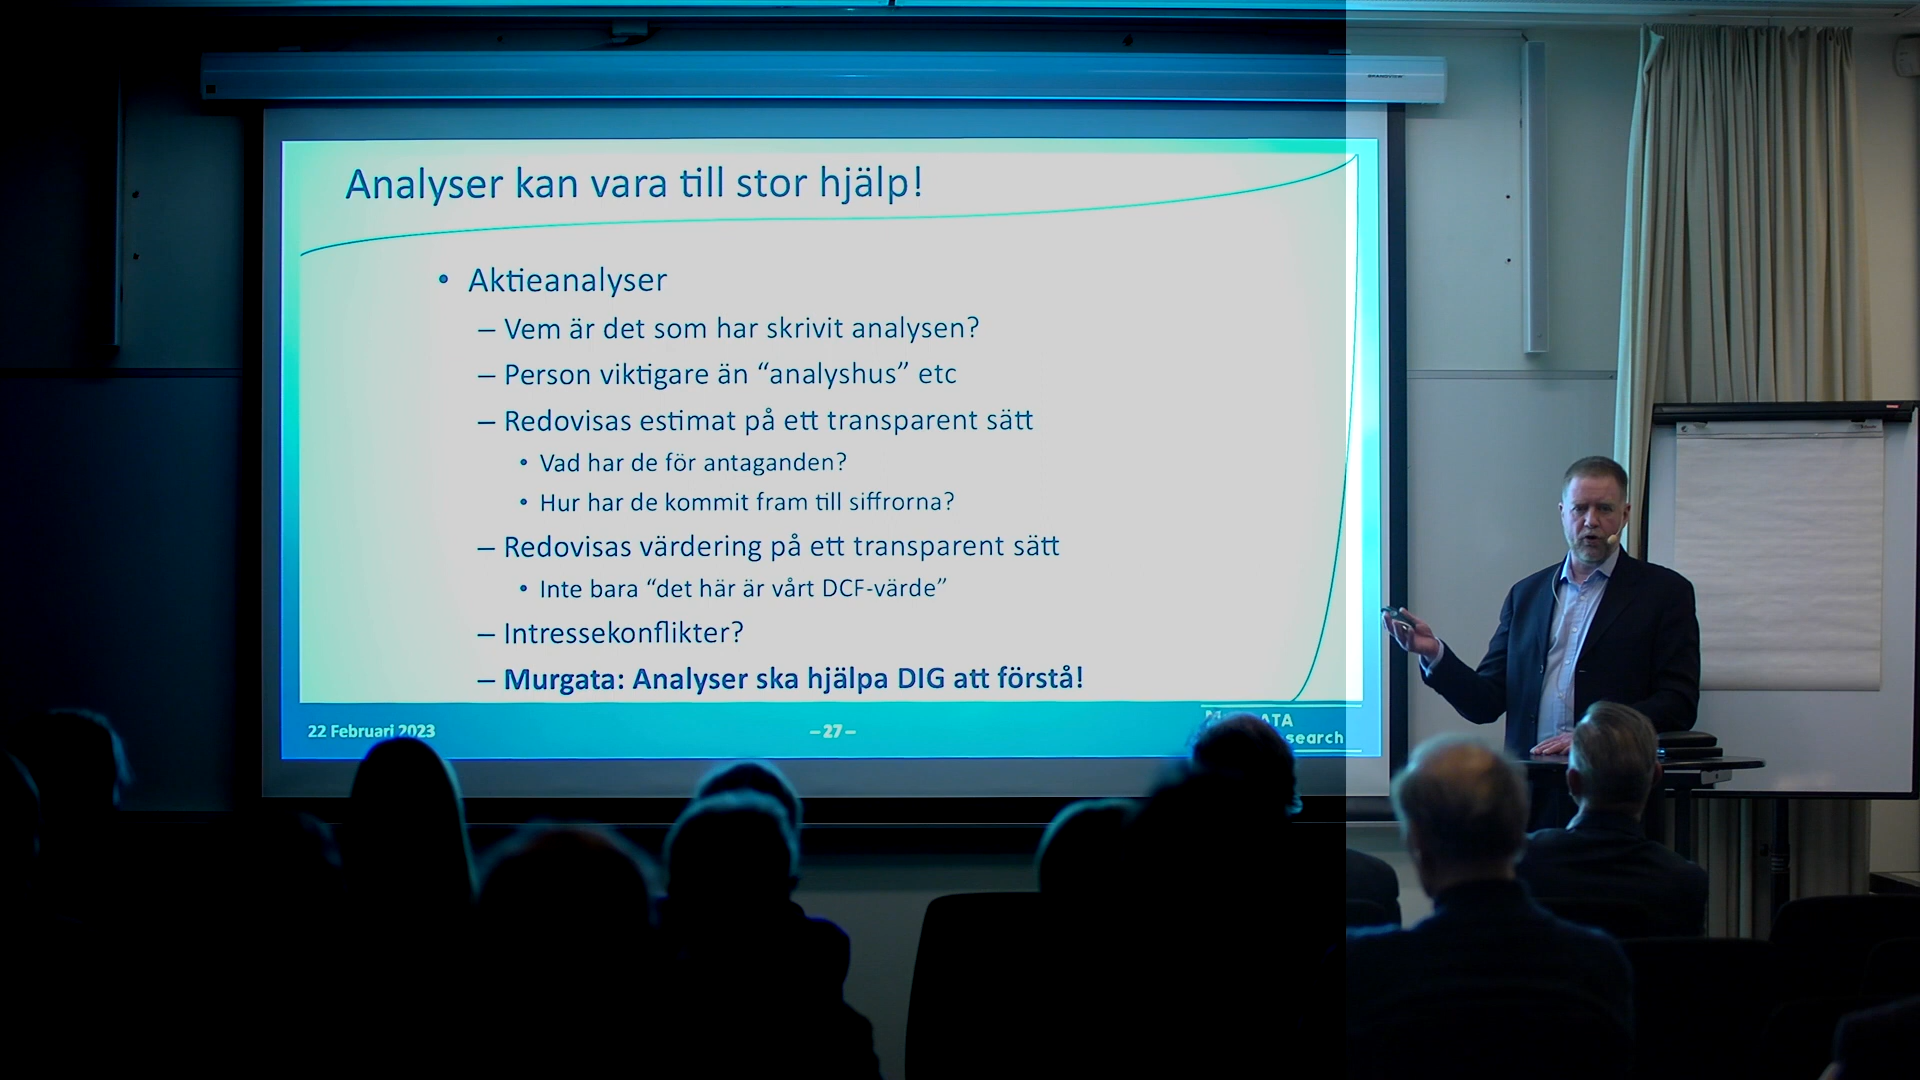 Analyser kan vara till stor hjälp!
• Aktieanalyser
– Vem är det som har skrivit analysen?
– Person viktigare än “analyshus” etc
– Redovisas estimat på ett transparent sätt
• Vad har de för antaganden?
• Hur har de kommit fram till siffrorna?
– Redovisas värdering på ett transparent sätt
• Inte bara “det här är vårt DCF-värde”
– Intressekonflikter?
– Murgata: Analyser ska hjälpa DIG att förstå!
22 Februari 2023
–27–